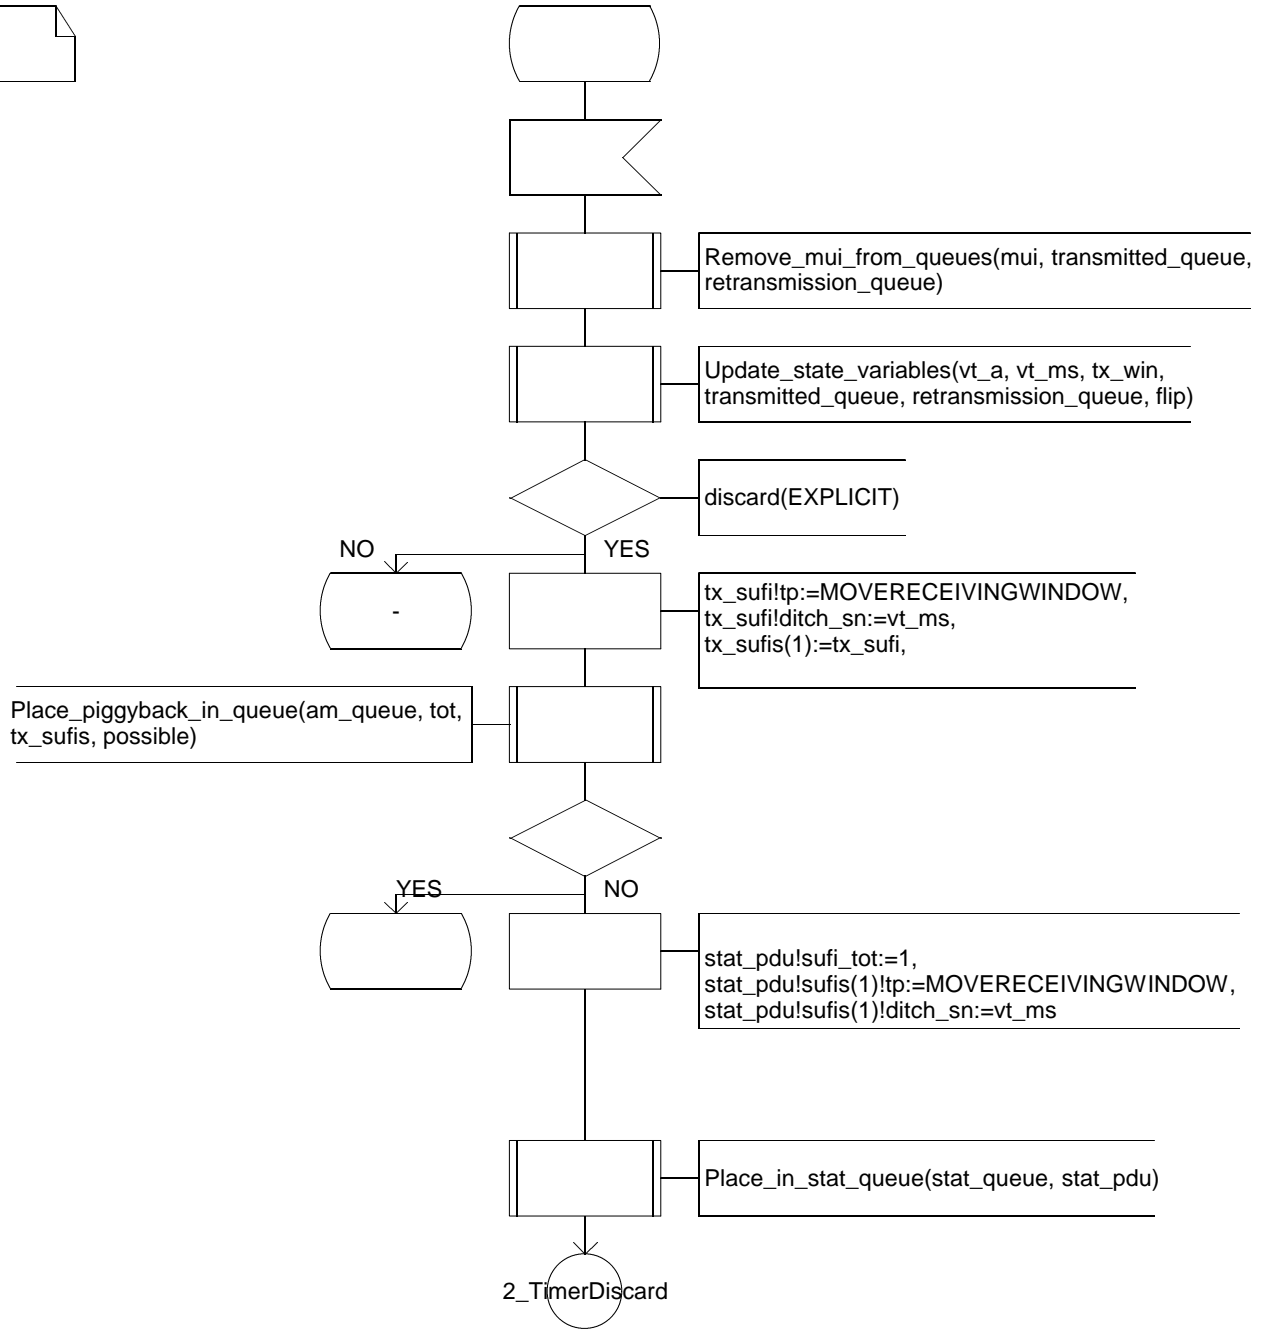 Remove_mui_from_queues(mui, transmitted_queue,
retransmission_queue)
Update_state_variables(vt_a, vt_ms, tx_win,
transmitted_queue, retransmission_queue, flip)
discard(EXPLICIT)
NO
YES
-
tx_sufi!tp:=MOVERECEIVINGWINDOW,
tx_sufi!ditch_sn:=vt_ms,
tx_sufis(1):=tx_sufi,
Place_piggyback_in_queue(am_queue, tot,
tx_sufis, possible)
YES
NO
stat_pdu!sufi_tot:=1,
stat_pdu!sufis(1)!tp:=MOVERECEIVINGWINDOW,
stat_pdu!sufis(1)!ditch_sn:=vt_ms
Place_in_stat_queue(stat_queue, stat_pdu)
2_TimerDiscard